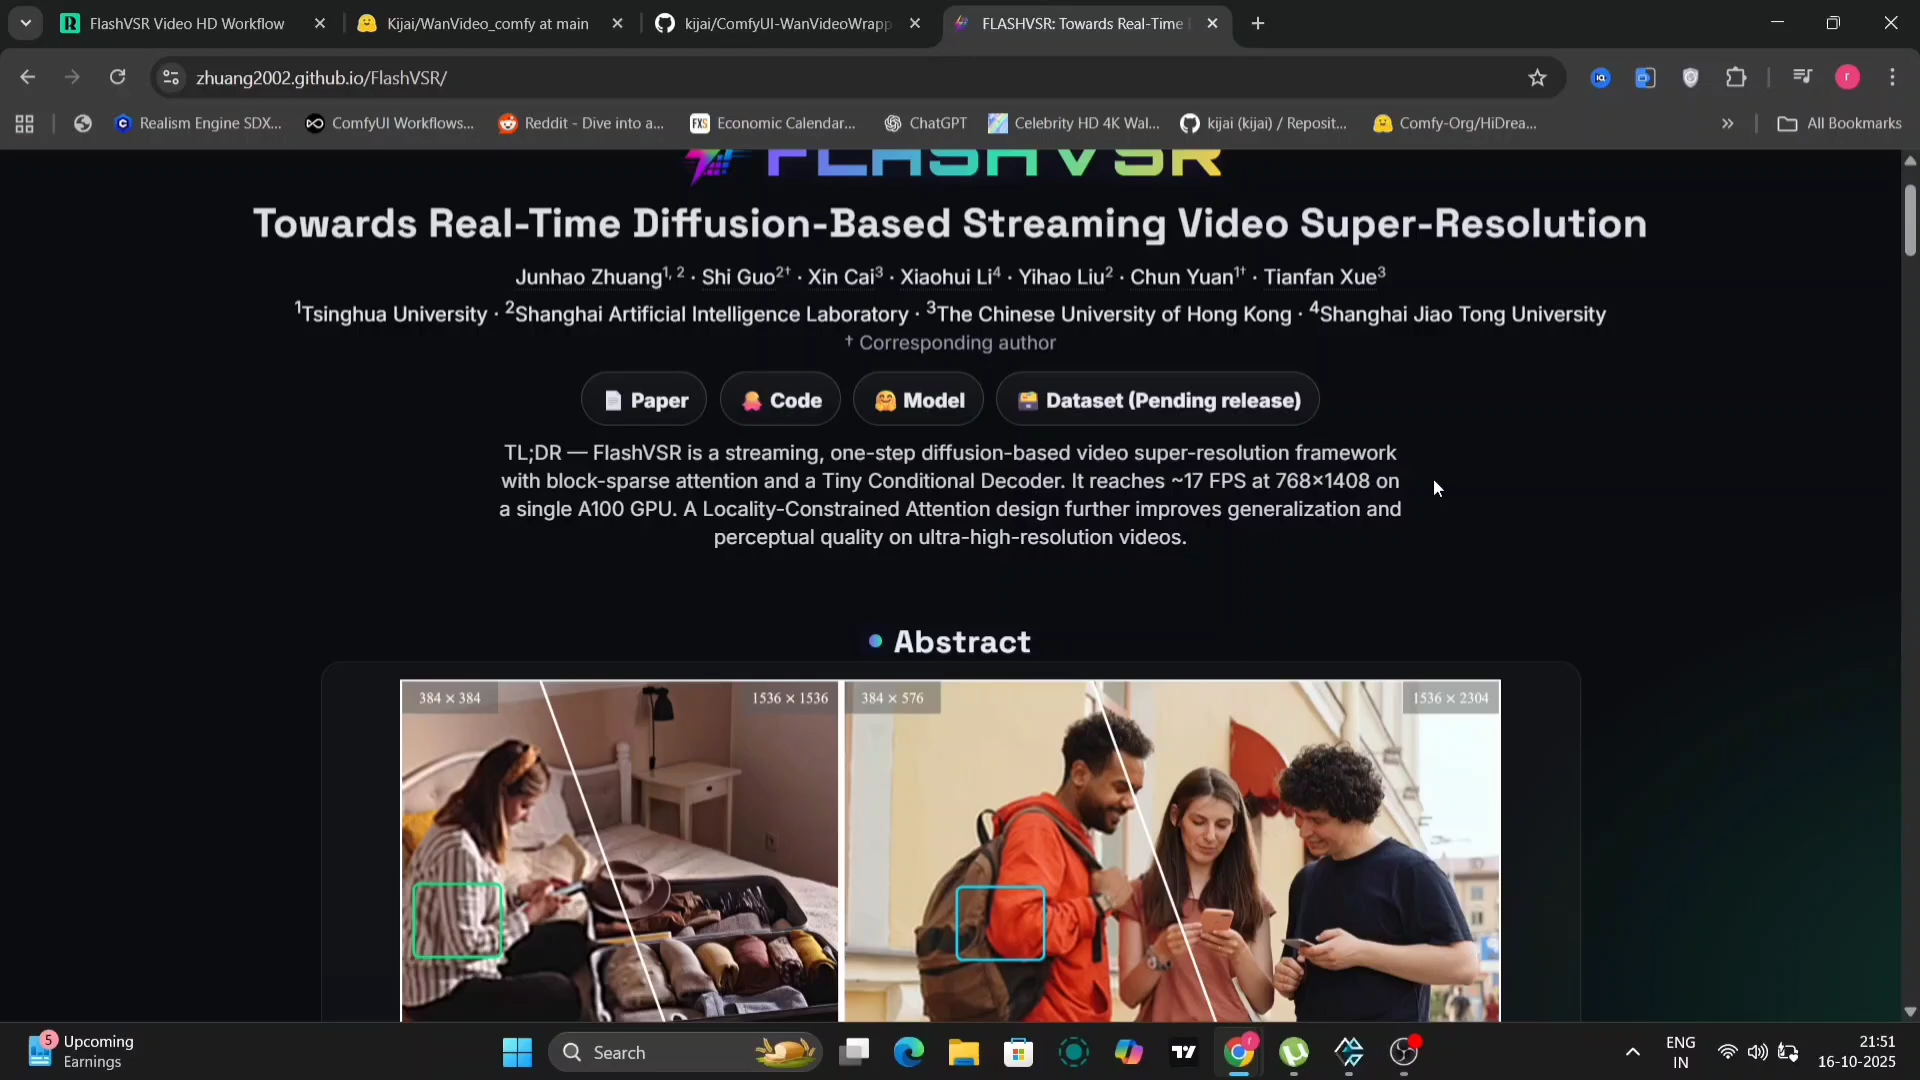 FlashVSR Video HD Workflow
Kijai/WanVideo_comfy at main
kijai/ComfyUI-WanVideoWrapp
FLASHVSR: Towards Real-Time
zhuang2002.github.io/FlashVSR/
r
Realism Engine SDX...
ComfyUI Workflows...
Reddit - Dive into a...
FXS Economic Calendar...
ChatGPT
Celebrity HD 4K Wal...
kijai (kijai) / Reposit...
Comfy-Org/HiDrea...
»
All Bookmarks
FLASHVSR
Towards Real-Time Diffusion-Based Streaming Video Super-Resolution
Junhao Zhuang1, 2 · Shi Guo2† · Xin Cai3 · Xiaohui Li4 · Yihao Liu2 · Chun Yuan1† · Tianfan Xue3
1Tsinghua University · 2Shanghai Artificial Intelligence Laboratory · 3The Chinese University of Hong Kong · 4Shanghai Jiao Tong University
† Corresponding author
Paper
Code
Model
Dataset (Pending release)
TL;DR — FlashVSR is a streaming, one-step diffusion-based video super-resolution framework
with block-sparse attention and a Tiny Conditional Decoder. It reaches ~17 FPS at 768×1408 on
a single A100 GPU. A Locality-Constrained Attention design further improves generalization and
perceptual quality on ultra-high-resolution videos.
Abstract
384 × 384
1536 × 1536
384 × 576
1536 × 2304
5
Upcoming
Earnings
Search
ENG
IN
21:51
16-10-2025